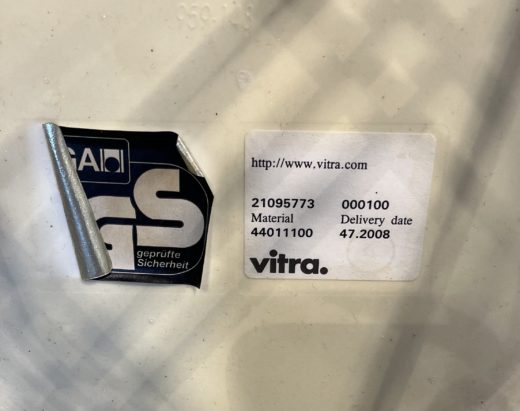 GA
GS
geprüfte
Sicherheit
http://www.vitra.com
21095773 000100
Material Delivery date
44011100 47.2008
vitra.